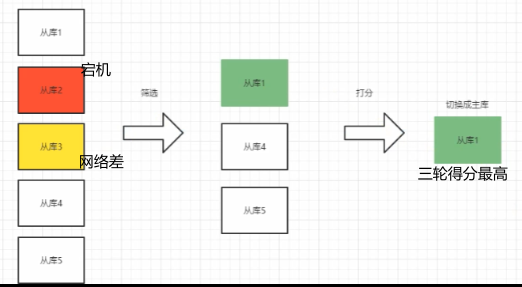 从库1
宕机
从库2
从库3
网络差
从库4
从库5
筛选
从库1
从库4
从库5
打分
切换成主库
从库1
三轮得分最高